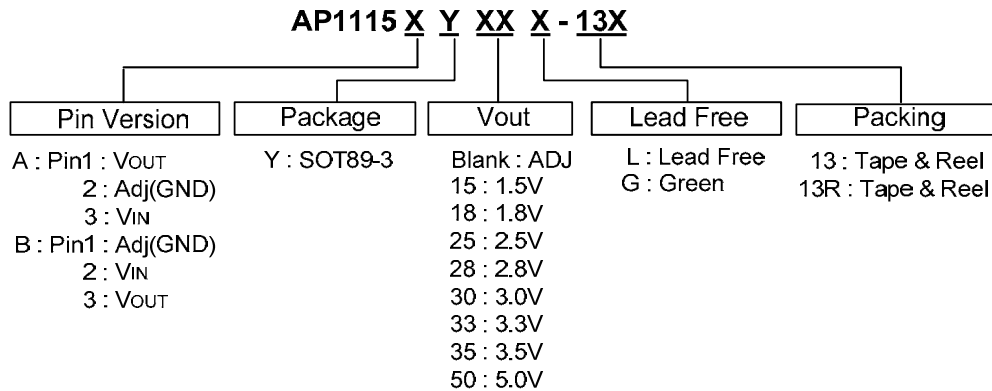 AP1115 X Y XX X - 13X
Pin Version
Package
Vout
Lead Free
Packing
A : Pin1 : VOUT
2 : Adj(GND)
3 : VIN
B : Pin1 : Adj(GND)
2 : VIN
3 : VOUT
Y : SOT89-3
Blank : ADJ
15 : 1.5V
18 : 1.8V
25 : 2.5V
28 : 2.8V
30 : 3.0V
33 : 3.3V
35 : 3.5V
50 : 5.0V
L : Lead Free
G : Green
13 : Tape & Reel
13R : Tape & Reel